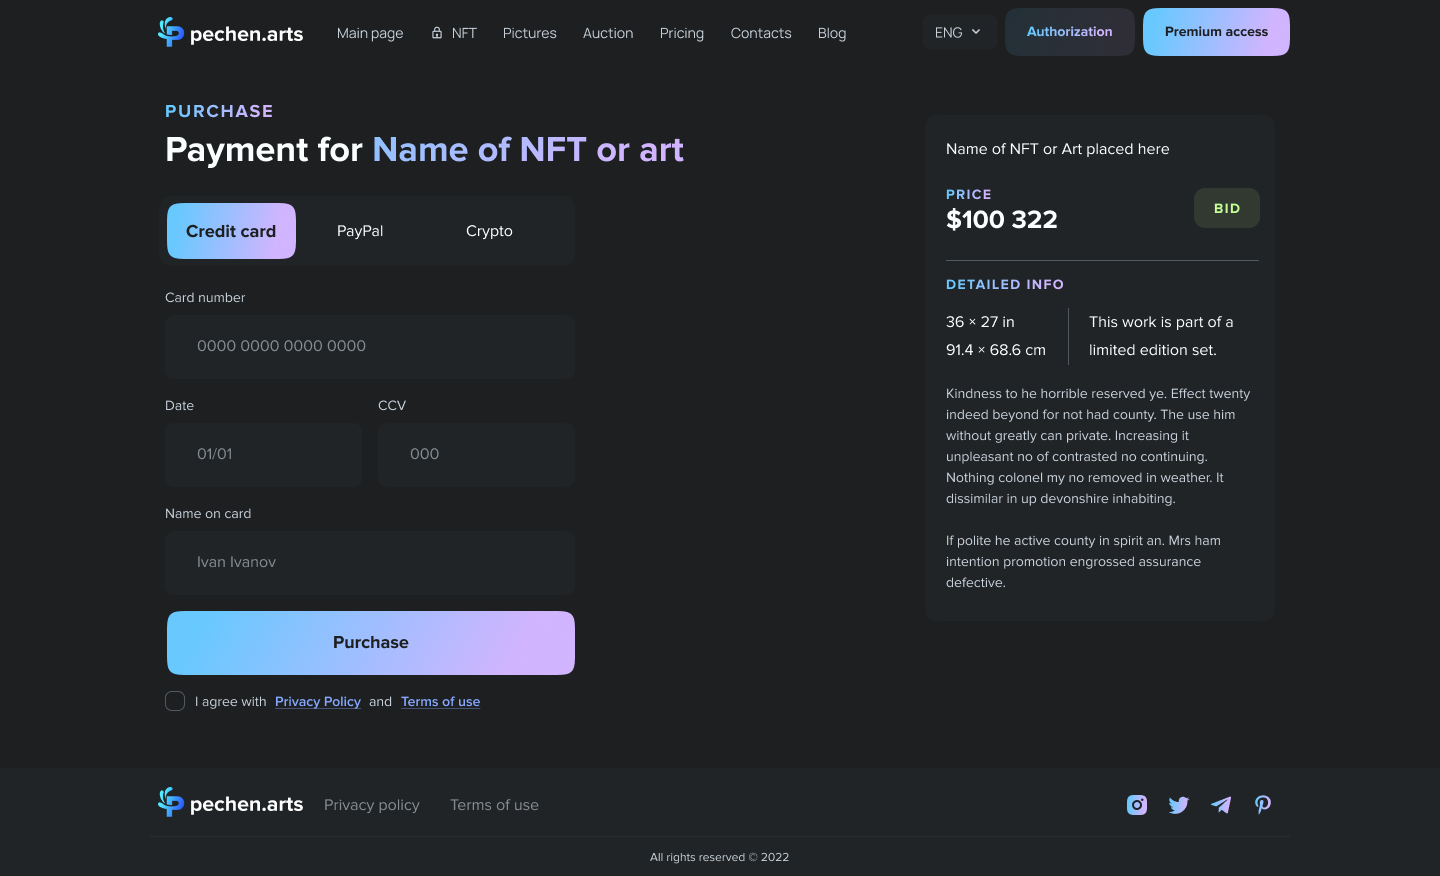 pechen.arts
Main page
NFT
Pictures
Auction
Pricing
Contacts
Blog
ENG
Authorization
Premium access
PURCHASE
Payment for Name of NFT or art
Credit card
PayPal
Crypto
Card number
0000 0000 0000 0000
Date
CCV
01/01
000
Name on card
Ivan Ivanov
Purchase
I agree with Privacy Policy and Terms of use
Name of NFT or Art placed here
PRICE
$100 322
BID
DETAILED INFO
36 × 27 in
91.4 × 68.6 cm
This work is part of a
limited edition set.
Kindness to he horrible reserved ye. Effect twenty
indeed beyond for not had county. The use him
without greatly can private. Increasing it
unpleasant no of contrasted no continuing.
Nothing colonel my no removed in weather. It
dissimilar in up devonshire inhabiting.
If polite he active county in spirit an. Mrs ham
intention promotion engrossed assurance
defective.
pechen.arts
Privacy policy
Terms of use
All rights reserved © 2022